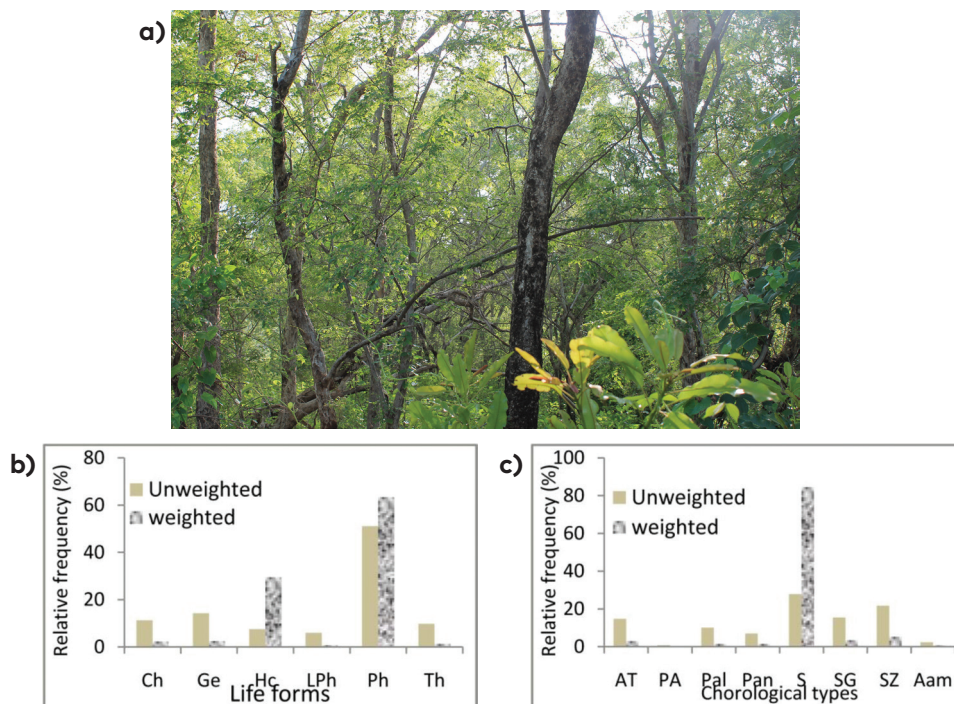 a)
b)
Relative frequency (%)
80
60
40
20
0
Unweighted
weighted
Ch Ge Hc LPh Ph Th
Life forms
c)
Relative frequency (%)
100
80
60
40
20
0
Unweighted
weighted
AT PA Pal Pan S SG SZ Aam
Chorological types